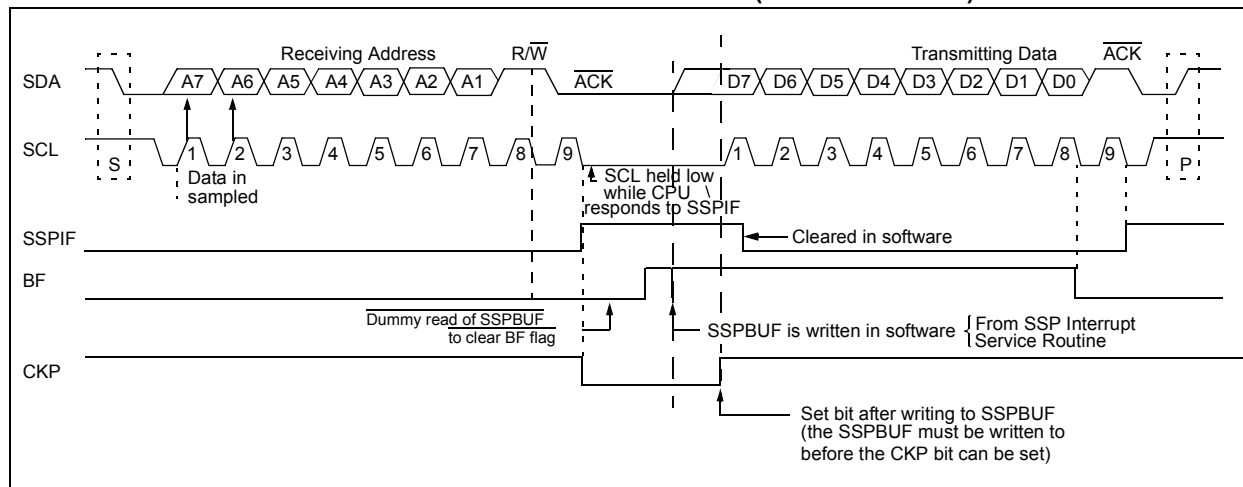 Receiving Address
R/W
Transmitting Data
ACK
SDA
A7 A6 A5 A4 A3 A2 A1
ACK
D7 D6 D5 D4 D3 D2 D1 D0
SCL
S
1 2 3 4 5 6 7 8 9
1 2 3 4 5 6 7 8 9
P
Data in
sampled
SCL held low
while CPU
responds to SSPIF
SSPIF
Cleared in software
BF
Dummy read of SSPBUF
to clear BF flag
SSPBUF is written in software
From SSP Interrupt
Service Routine
CKP
Set bit after writing to SSPBUF
(the SSPBUF must be written to
before the CKP bit can be set)